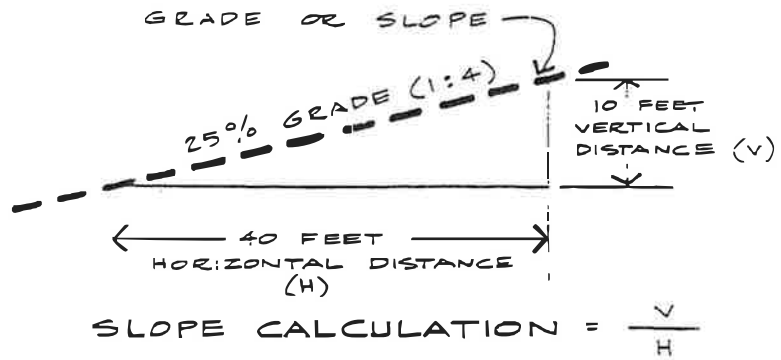 GRADE OR SLOPE
25% GRADE (1:4)
10 FEET
VERTICAL
DISTANCE (V)
40 FEET
HORIZONTAL DISTANCE
(H)
SLOPE CALCULATION = V
H